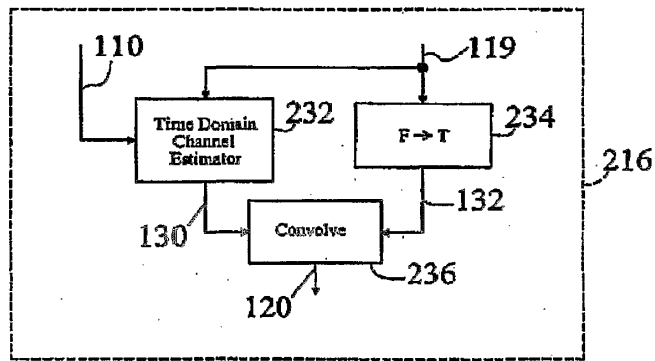 110
119
Time Domain
Channel
Estimator
232
F → T
234
216
130
132
Convolve
236
120